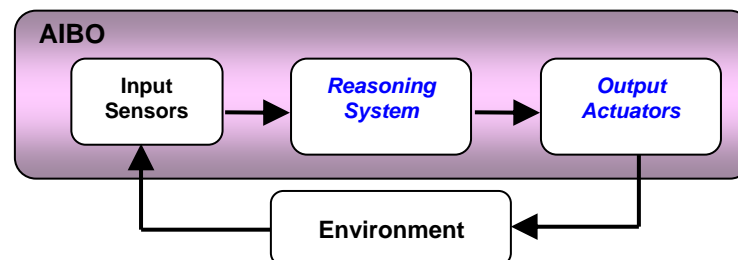 AIBO
Input
Sensors
Reasoning
System
Output
Actuators
Environment